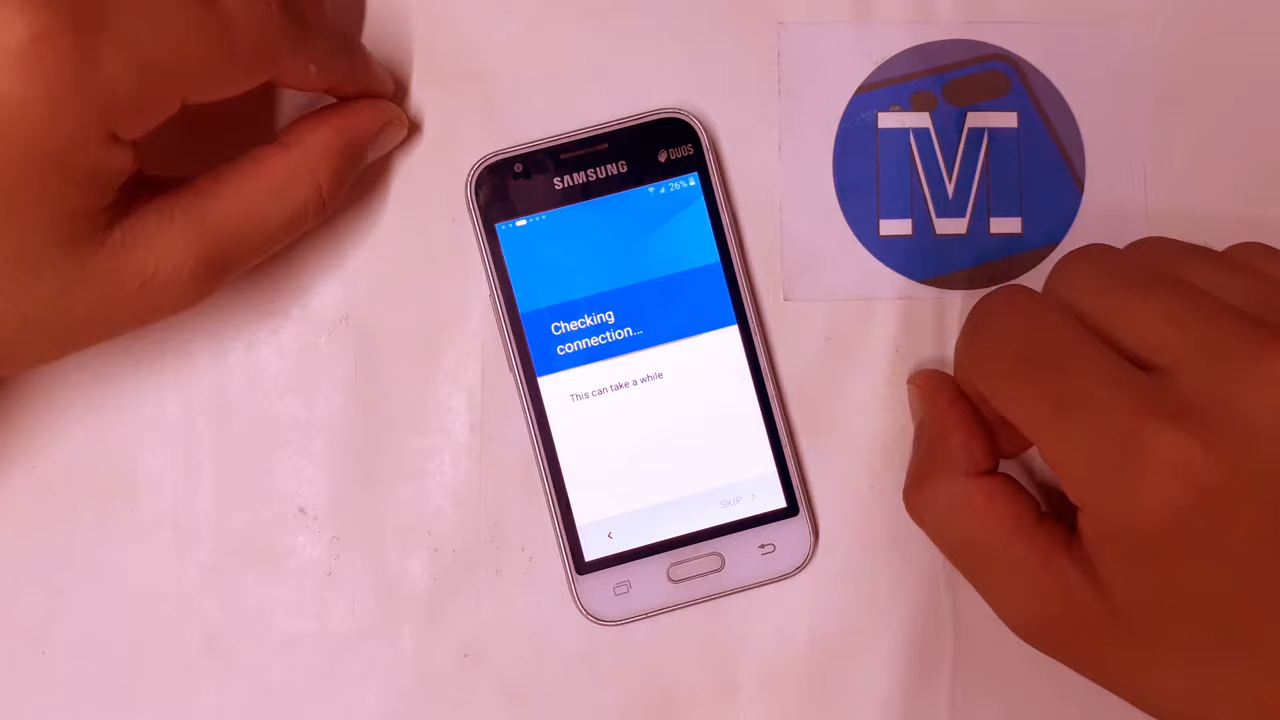 SAMSUNG
DUOS
26%
Checking
connection...
This can take a while
SKIP
M